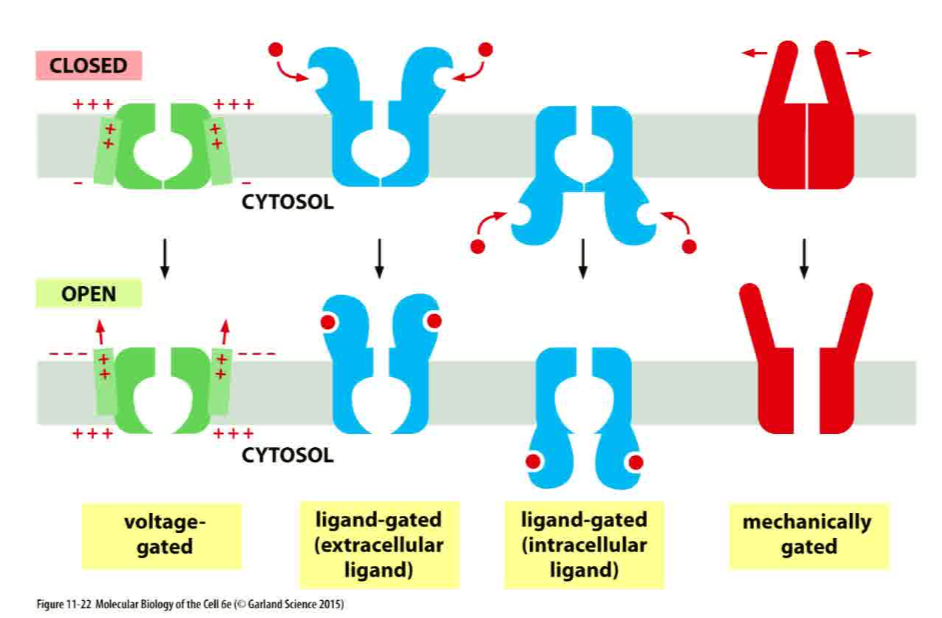 CLOSED
+++ +++
+ +
+ +
- -
CYTOSOL
OPEN
--- ---
+ +
+ +
+++ +++
CYTOSOL
voltage-
gated
ligand-gated
(extracellular
ligand)
ligand-gated
(intracellular
ligand)
mechanically
gated
Figure 11-22 Molecular Biology of the Cell 6e (© Garland Science 2015)